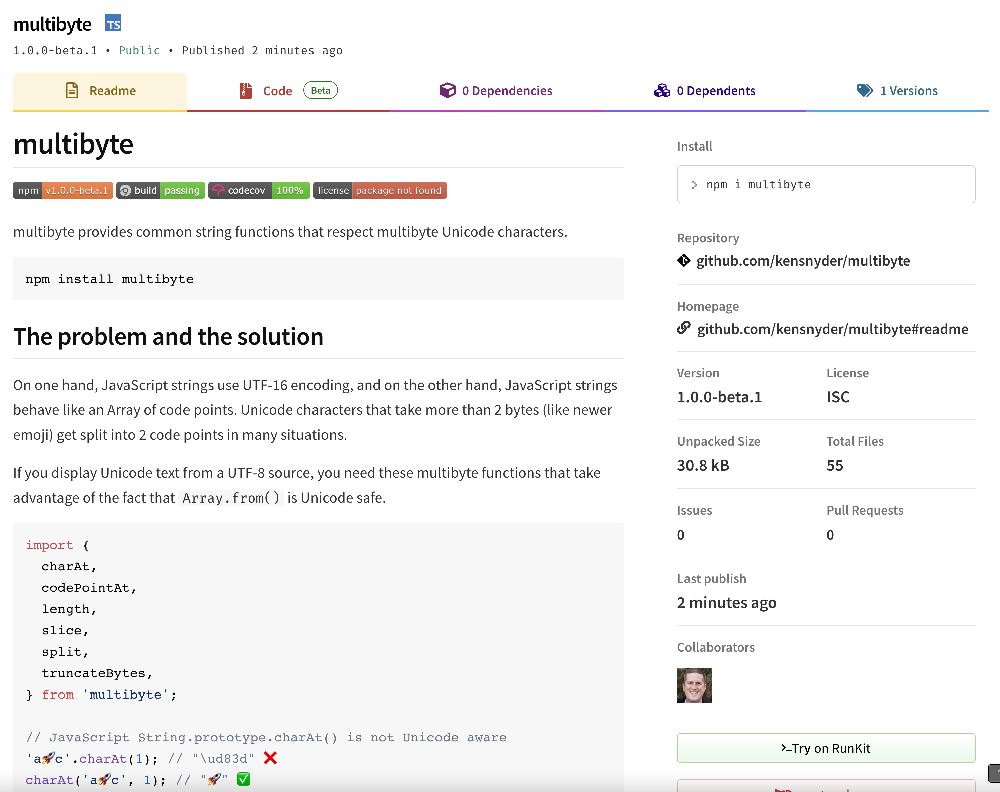 multibyte TS
1.0.0-beta.1 • Public • Published 2 minutes ago
Readme
Code Beta
0 Dependencies
0 Dependents
1 Versions
multibyte
npm v1.0.0-beta.1 build passing codecov 100% license package not found
multibyte provides common string functions that respect multibyte Unicode characters.
npm install multibyte
The problem and the solution
On one hand, JavaScript strings use UTF-16 encoding, and on the other hand, JavaScript strings
behave like an Array of code points. Unicode characters that take more than 2 bytes (like newer
emoji) get split into 2 code points in many situations.
If you display Unicode text from a UTF-8 source, you need these multibyte functions that take
advantage of the fact that Array.from() is Unicode safe.
import {
  charAt,
  codePointAt,
  length,
  slice,
  split,
  truncateBytes,
} from 'multibyte';
// JavaScript String.prototype.charAt() is not Unicode aware
'a🚀c'.charAt(1); // "\ud83d" ❌
charAt('a🚀c', 1); // "🚀" ✅
Install
> npm i multibyte
Repository
github.com/kensnyder/multibyte
Homepage
github.com/kensnyder/multibyte#readme
Version
1.0.0-beta.1
License
ISC
Unpacked Size
30.8 kB
Total Files
55
Issues
0
Pull Requests
0
Last publish
2 minutes ago
Collaborators
Try on RunKit